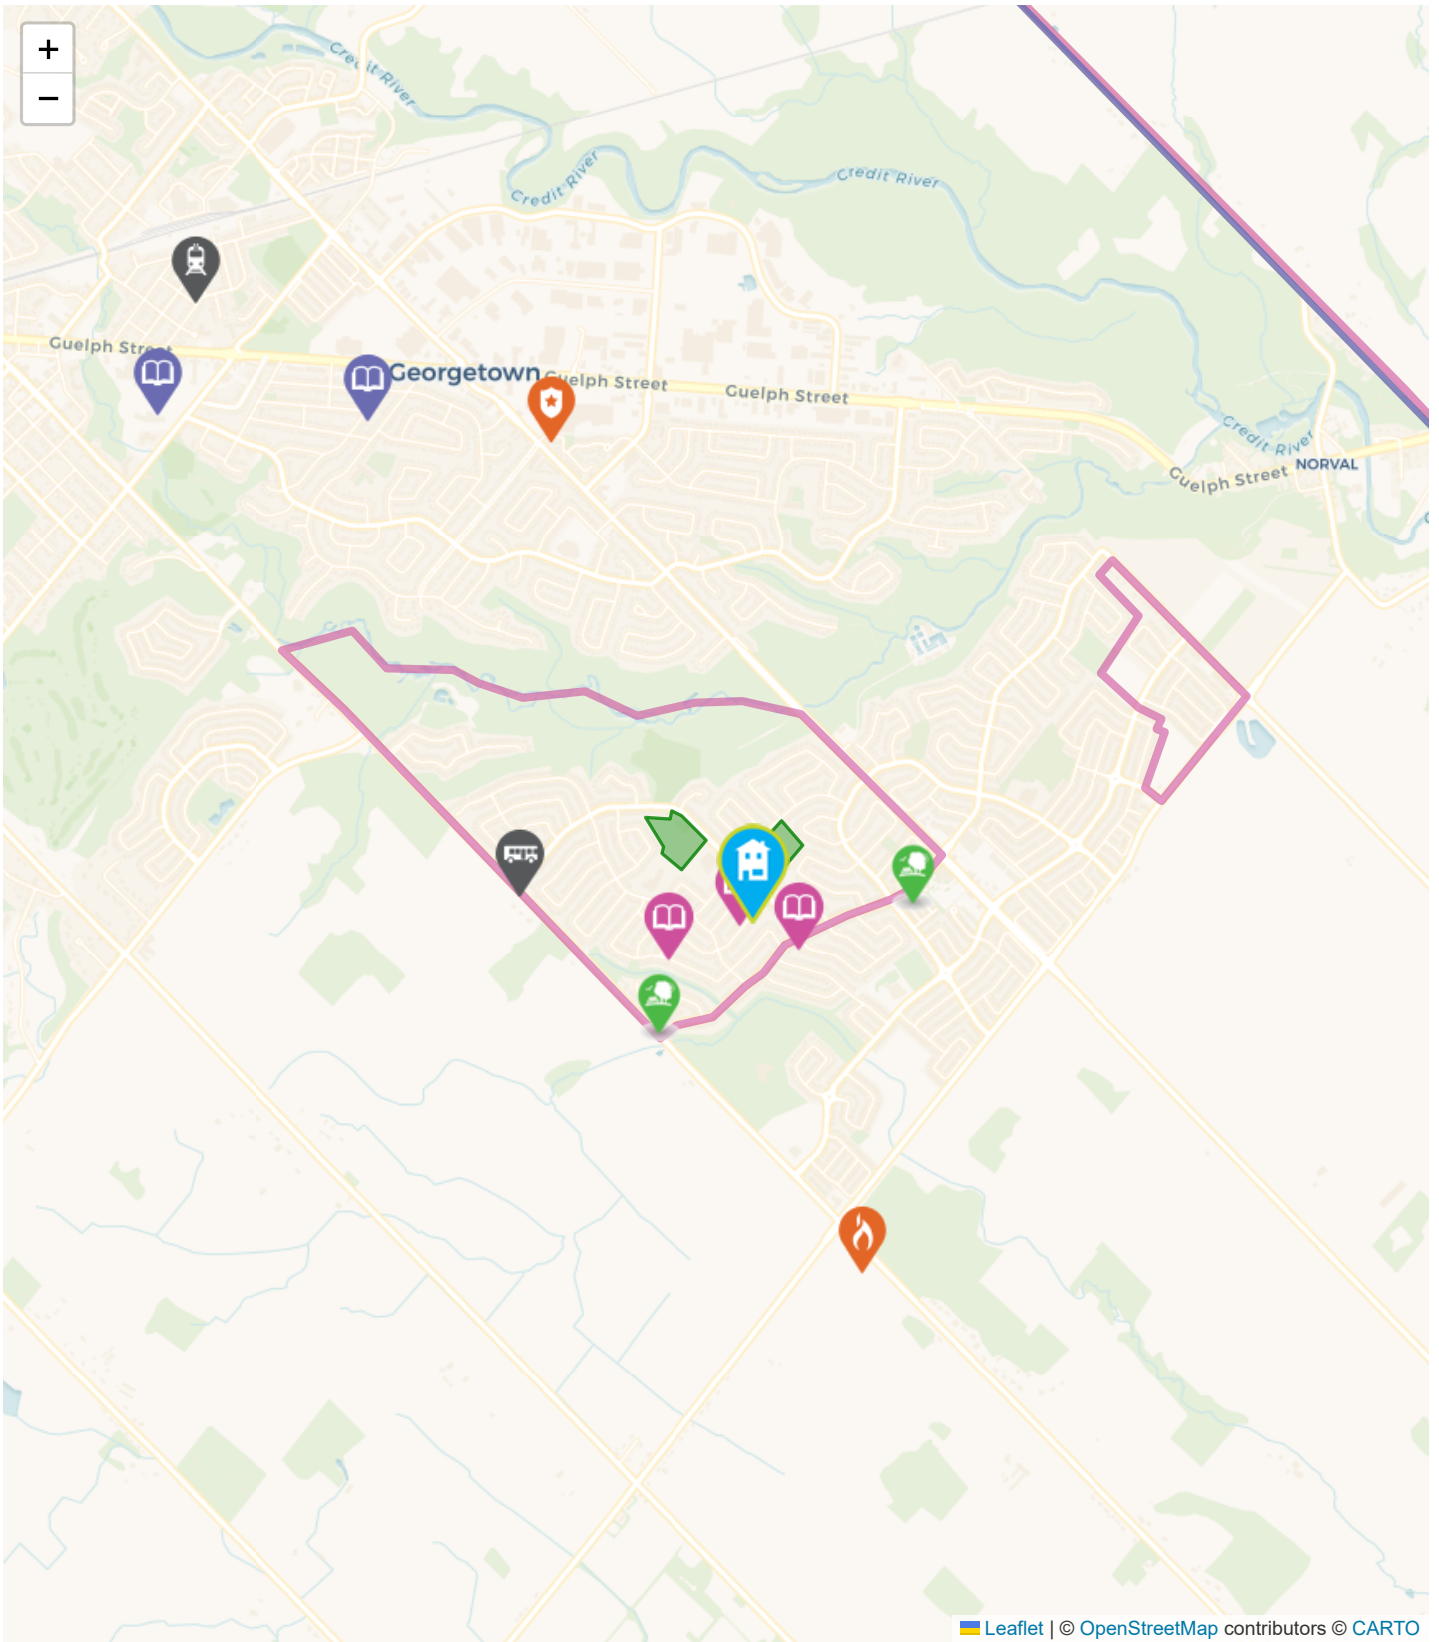 +
−
Credit River
Credit River
Credit River
Guelph Street
Georgetown
Guelph Street
Guelph Street
Credit River
NORVAL
Guelph Street
Leaflet | © OpenStreetMap contributors © CARTO